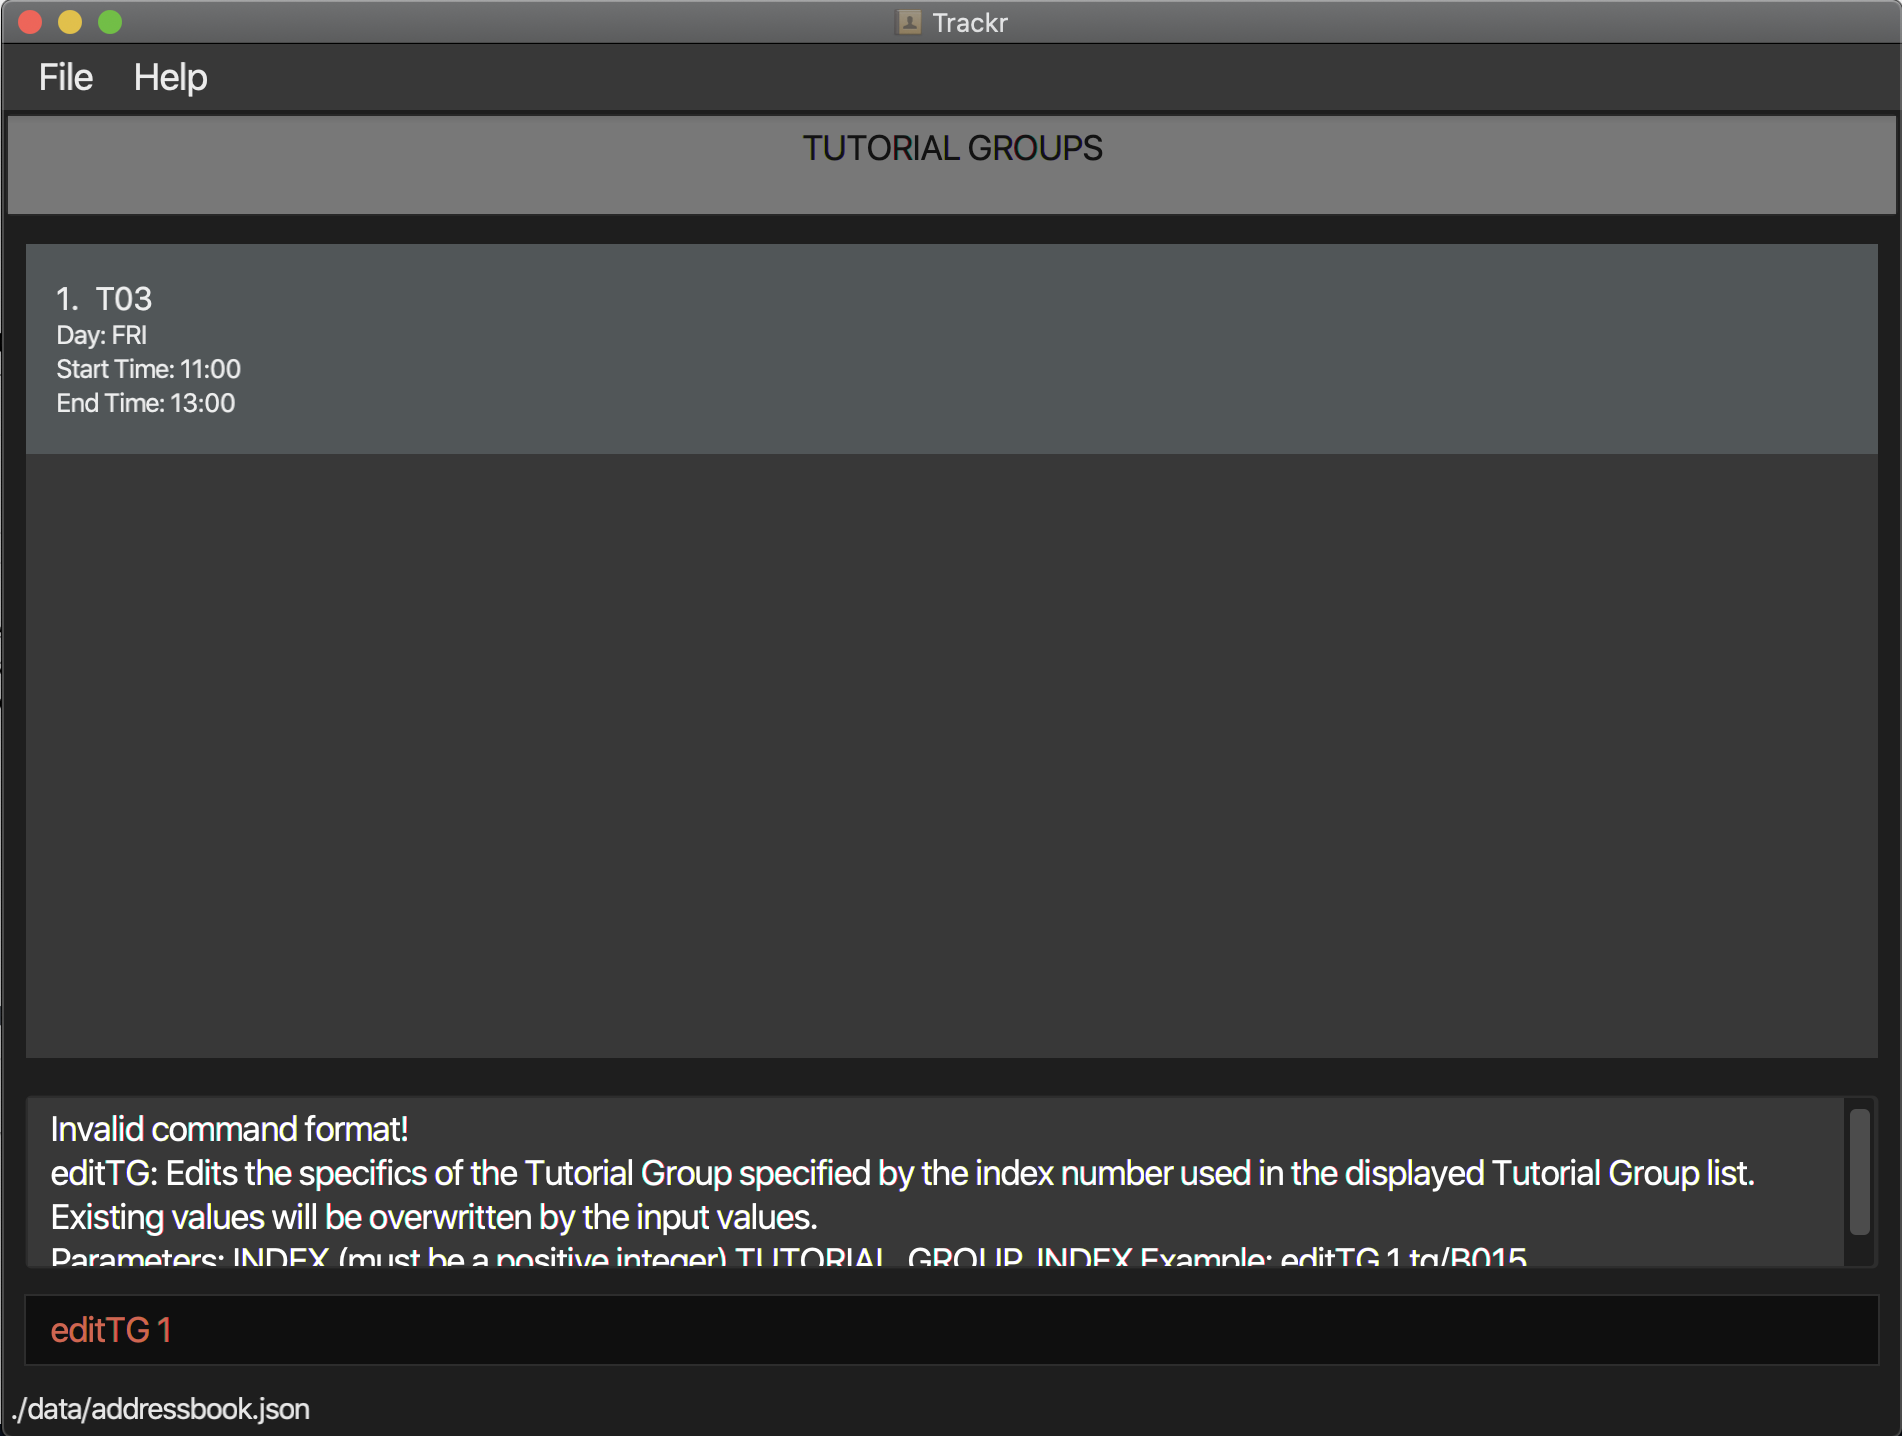 Trackr
File Help
TUTORIAL GROUPS
1. T03
Day: FRI
Start Time: 11:00
End Time: 13:00
Invalid command format!
editTG: Edits the specifics of the Tutorial Group specified by the index number used in the displayed Tutorial Group list.
Existing values will be overwritten by the input values.
Parameters: INDEX (must be a positive integer) TUTORIAL_GROUP_INDEX Example: editTG 1 tg/B015
editTG 1
./data/addressbook.json